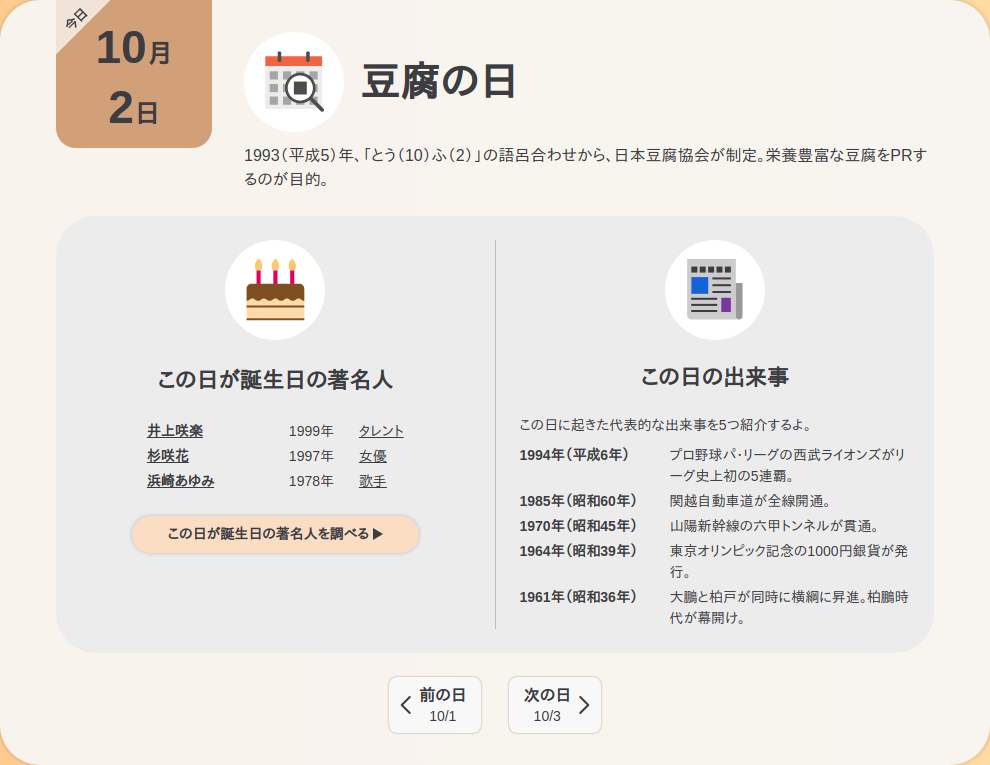 今日
10月
2日
豆腐の日
1993（平成5）年、「とう（10）ふ（2）」の語呂合わせから、日本豆腐協会が制定。栄養豊富な豆腐をPRす
るのが目的。
この日が誕生日の著名人
井上咲楽 1999年 タレント
杉咲花 1997年 女優
浜崎あゆみ 1978年 歌手
この日が誕生日の著名人を調べる▶
この日の出来事
この日に起きた代表的な出来事を5つ紹介するよ。
1994年（平成6年） プロ野球パ・リーグの西武ライオンズがリ
ーグ史上初の5連覇。
1985年（昭和60年） 関越自動車道が全線開通。
1970年（昭和45年） 山陽新幹線の六甲トンネルが貫通。
1964年（昭和39年） 東京オリンピック記念の1000円銀貨が発
行。
1961年（昭和36年） 大鵬と柏戸が同時に横綱に昇進。柏鵬時
代が幕開け。
前の日
10/1
次の日
10/3